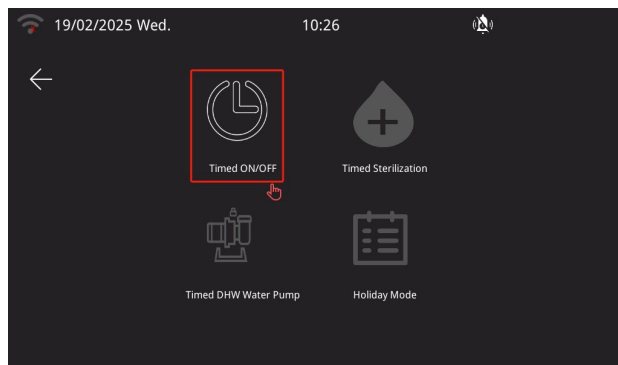 19/02/2025 Wed. 10:26
Timed ON/OFF Timed Sterilization
Timed DHW Water Pump Holiday Mode